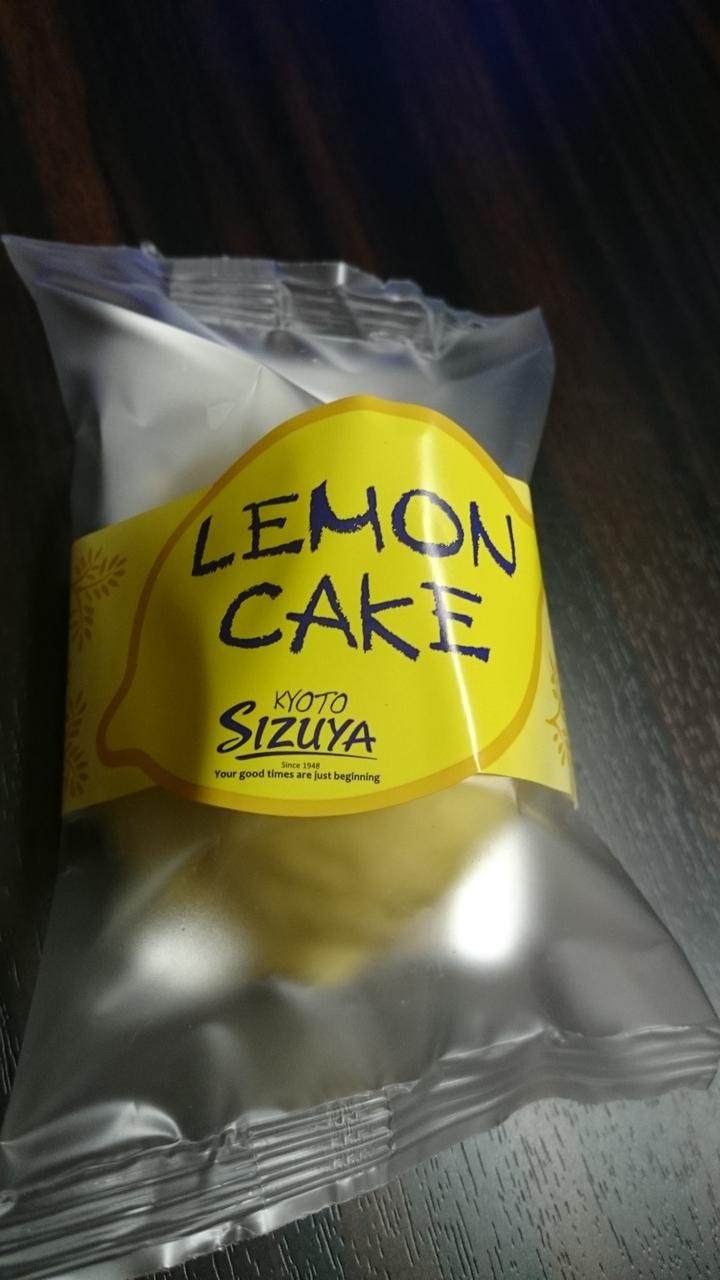 LEMON
CAKE
KYOTO
SIZUYA
Since 1948
Your good times are just beginning